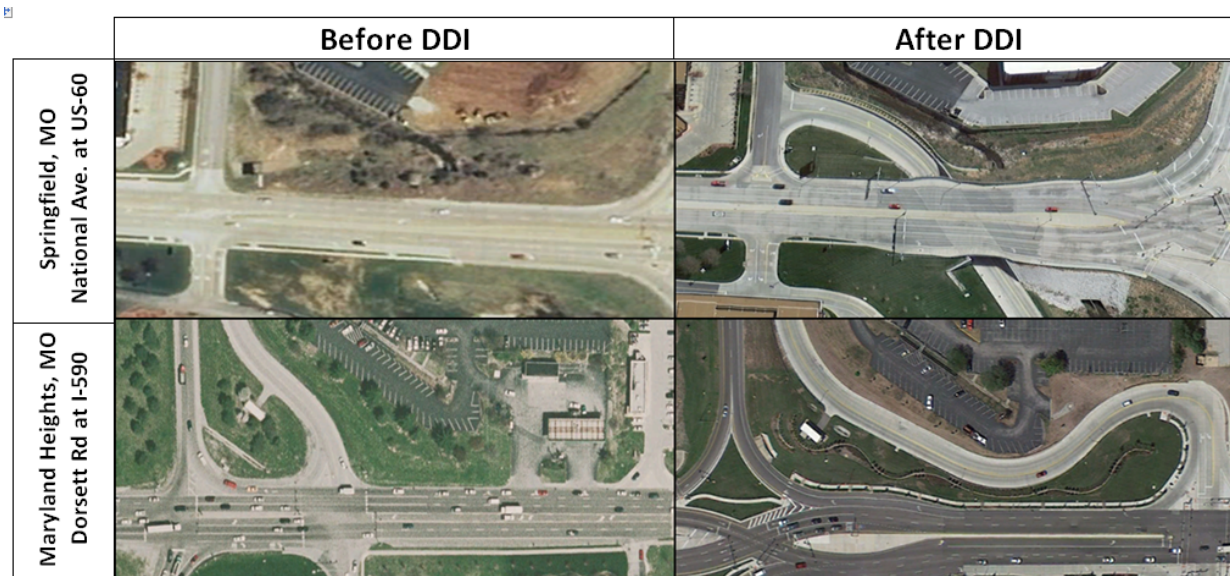 Before DDI
After DDI
Springfield, MO
National Ave. at US-60
Maryland Heights, MO
Dorsett Rd at I-590